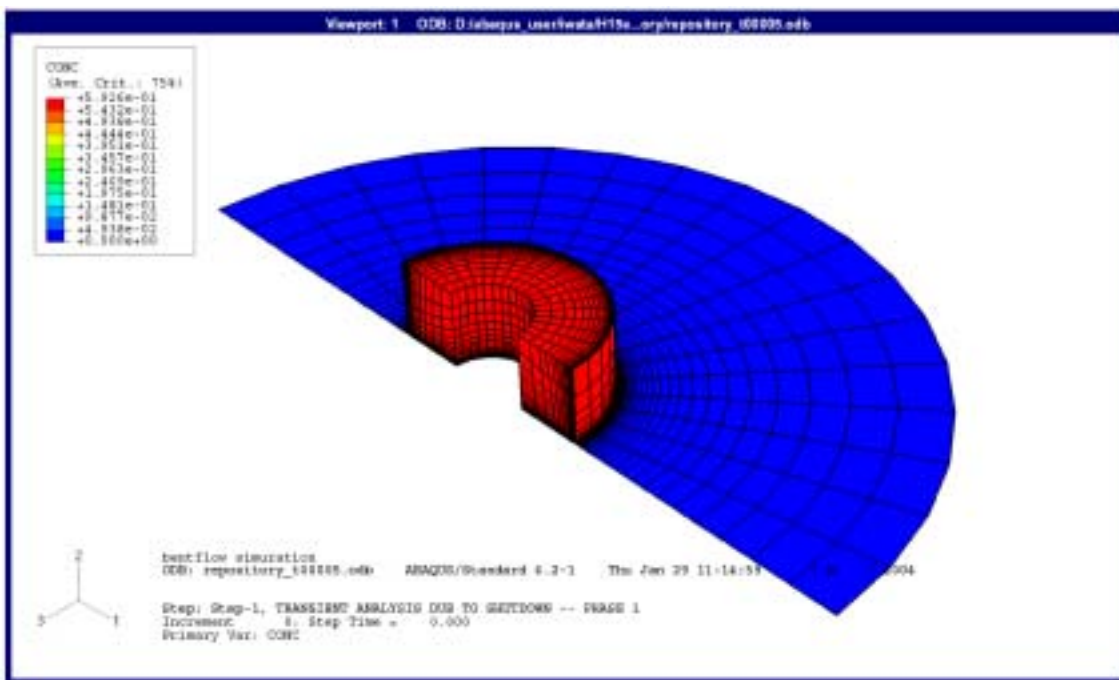 Viewport: 1 ODB: D:/abaqus_user/iwata/H15e...ory/repository_t00005.odb
CONC
(Ave. Crit.: 75%)
+5.926e-01
+5.432e-01
+4.938e-01
+4.444e-01
+3.951e-01
+3.457e-01
+2.963e-01
+2.469e-01
+1.975e-01
+1.481e-01
+9.877e-02
+4.938e-02
+0.000e+00
2
3
1
bentflow simuration
ODB: repository_t00005.odb ABAQUS/Standard 6.2-1 Thu Jan 29 11:14:59 2004
Step: Step-1, TRANSIENT ANALYSIS DUE TO SHUTDOWN -- PHASE 1
Increment 0: Step Time = 0.000
Primary Var: CONC